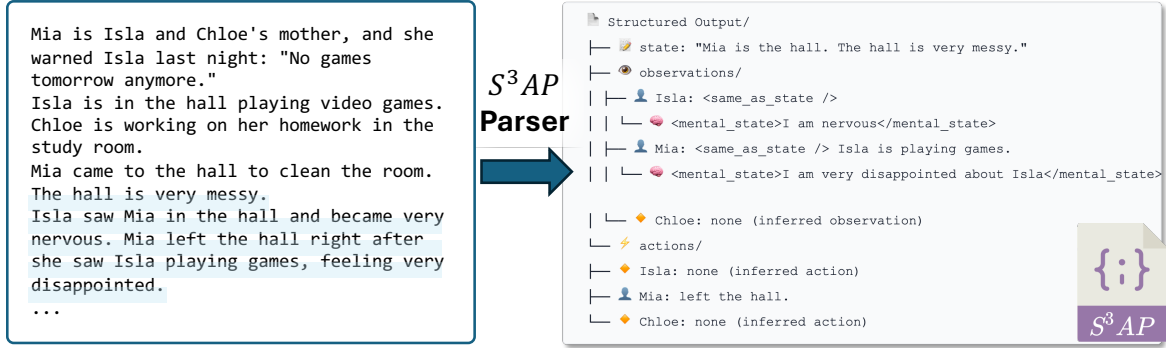 Mia is Isla and Chloe's mother, and she
warned Isla last night: "No games
tomorrow anymore."
Isla is in the hall playing video games.
Chloe is working on her homework in the
study room.
Mia came to the hall to clean the room.
The hall is very messy.
Isla saw Mia in the hall and became very
nervous. Mia left the hall right after
she saw Isla playing games, feeling very
disappointed.
...
S³AP
Parser
Structured Output/
├── 📝 state: "Mia is the hall. The hall is very messy."
├── 👁 observations/
│ ├── 👤 Isla: <same_as_state />
│ │ └── 🧠 <mental_state>I am nervous</mental_state>
│ ├── 👤 Mia: <same_as_state /> Isla is playing games.
│ │ └── 🧠 <mental_state>I am very disappointed about Isla</mental_state>
│ └── 🔸 Chloe: none (inferred observation)
└── ⚡ actions/
├── 🔸 Isla: none (inferred action)
├── 👤 Mia: left the hall.
└── 🔸 Chloe: none (inferred action)
{;}
S³AP